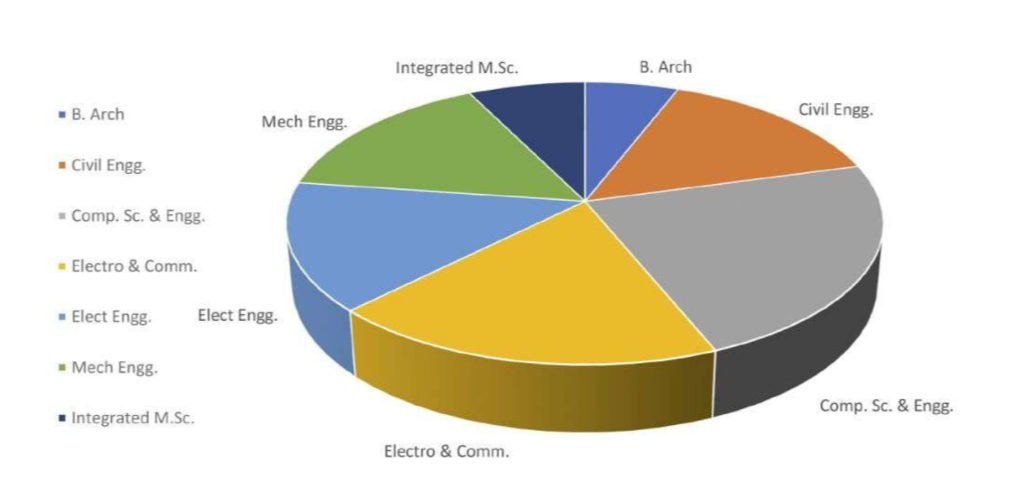 B. Arch
Civil Engg.
Comp. Sc. & Engg.
Electro & Comm.
Elect Engg.
Mech Engg.
Integrated M.Sc.
Integrated M.Sc.
B. Arch
Mech Engg.
Civil Engg.
Elect Engg.
Comp. Sc. & Engg.
Electro & Comm.